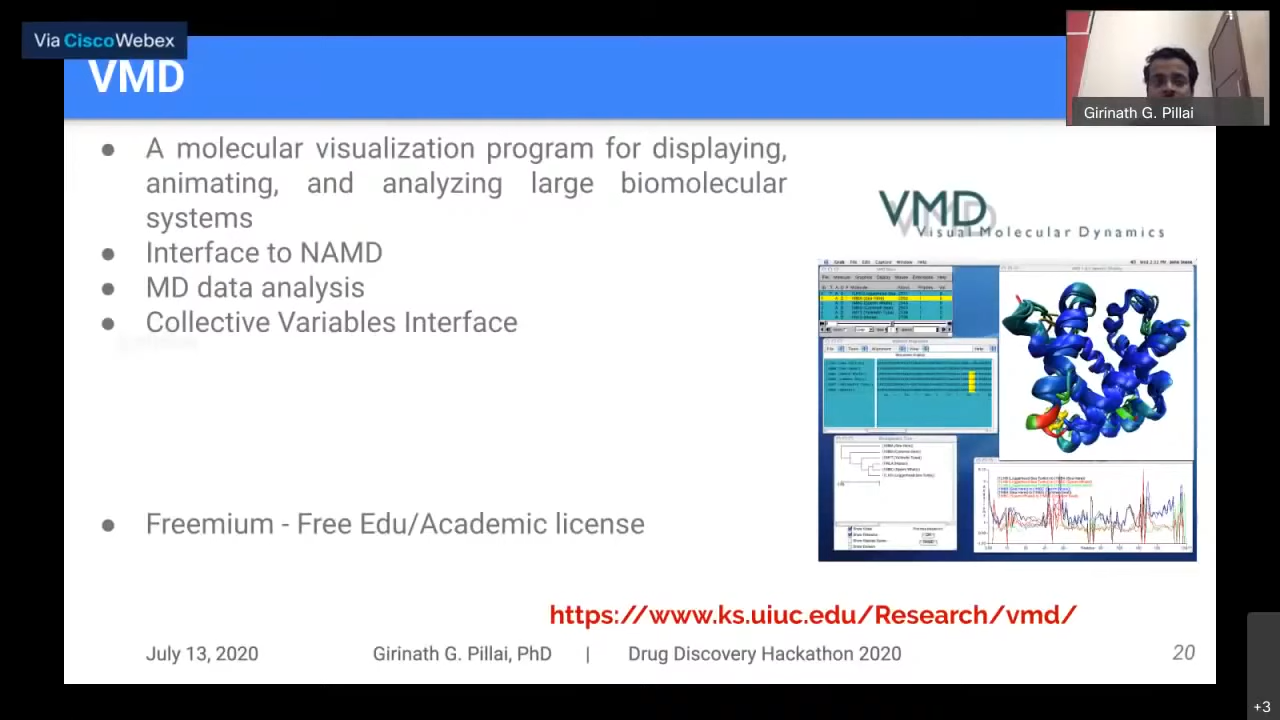 Via CiscoWebex
VMD
Girinath G. Pillai
● A molecular visualization program for displaying,
animating, and analyzing large biomolecular
systems
● Interface to NAMD
● MD data analysis
● Collective Variables Interface
● Freemium - Free Edu/Academic license
VMD
Visual Molecular Dynamics
https://www.ks.uiuc.edu/Research/vmd/
July 13, 2020 Girinath G. Pillai, PhD | Drug Discovery Hackathon 2020 20
+3